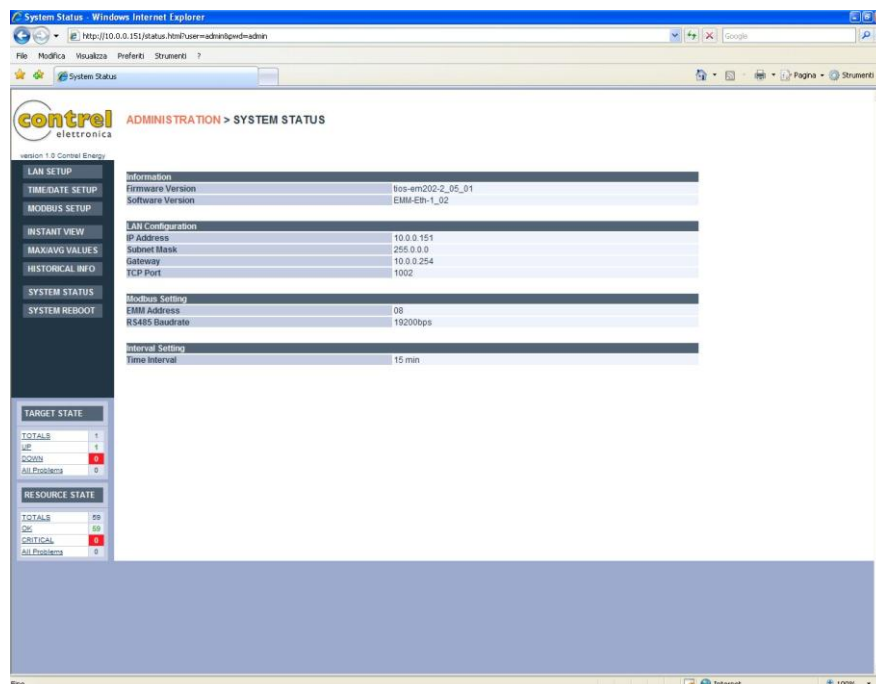 System Status - Windows Internet Explorer
http://10.0.0.151/status.html?user=admin&pwd=admin
Google
File Modifica Visualizza Preferiti Strumenti ?
System Status
Pagina Strumenti
contrel
elettronica
ADMINISTRATION > SYSTEM STATUS
version 1.0 Contrel Energy
LAN SETUP
TIME/DATE SETUP
MODBUS SETUP
INSTANT VIEW
MAX/AVG VALUES
HISTORICAL INFO
SYSTEM STATUS
SYSTEM REBOOT
Information
Firmware Version tios-em202-2_05_01
Software Version EMM-Eth-1_02
LAN Configuration
IP Address 10.0.0.151
Subnet Mask 255.0.0.0
Gateway 10.0.0.254
TCP Port 1002
Modbus Setting
EMM Address 08
RS485 Baudrate 19200bps
Interval Setting
Time Interval 15 min
TARGET STATE
TOTALS 1
UP 1
DOWN 0
All Problems 0
RESOURCE STATE
TOTALS 59
OK 59
CRITICAL 0
All Problems 0
Internet 100%